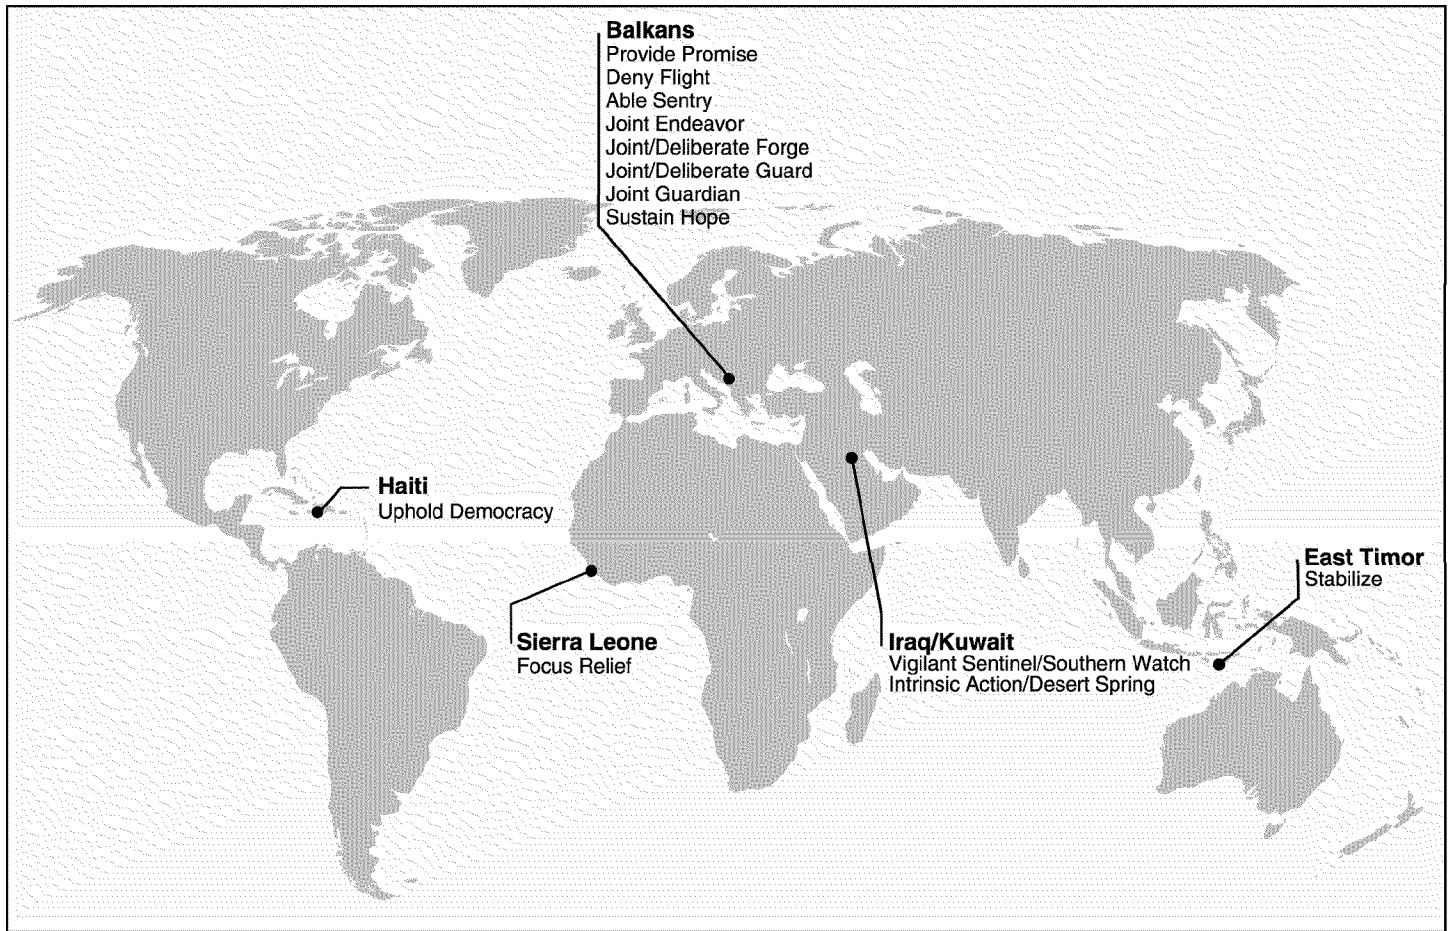 Balkans
Provide Promise
Deny Flight
Able Sentry
Joint Endeavor
Joint/Deliberate Forge
Joint/Deliberate Guard
Joint Guardian
Sustain Hope
Haiti
Uphold Democracy
Sierra Leone
Focus Relief
Iraq/Kuwait
Vigilant Sentinel/Southern Watch
Intrinsic Action/Desert Spring
East Timor
Stabilize